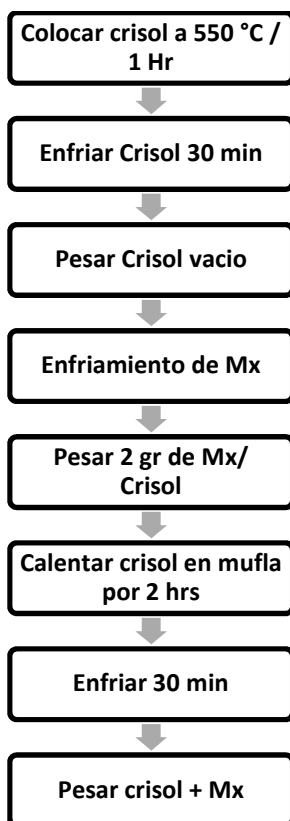 Colocar crisol a 550 °C /
1 Hr
Enfriar Crisol 30 min
Pesar Crisol vacio
Enfriamiento de Mx
Pesar 2 gr de Mx/
Crisol
Calentar crisol en mufla
por 2 hrs
Enfriar 30 min
Pesar crisol + Mx